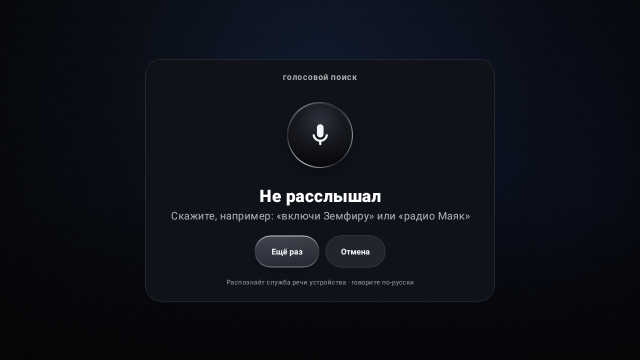 ГОЛОСОВОЙ ПОИСК
Не расслышал
Скажите, например: «включи Земфиру» или «радио Маяк»
Ещё раз
Отмена
Распознаёт служба речи устройства · говорите по-русски